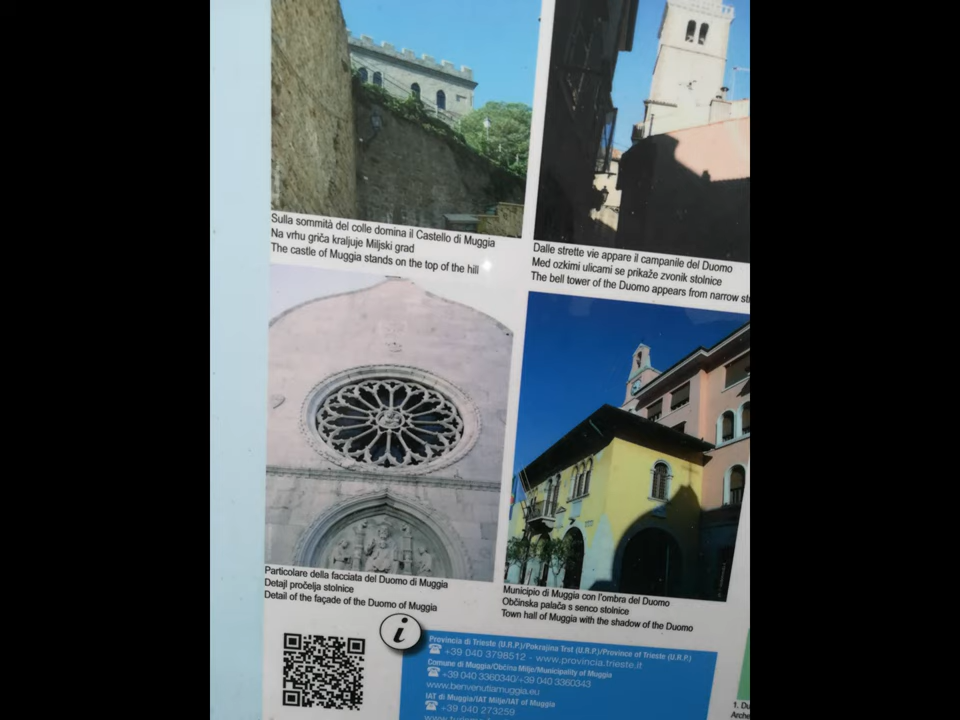 Sulla sommità del colle domina il Castello di Muggia
Na vrhu griča kraljuje Miljski grad
The castle of Muggia stands on the top of the hill
Dalle strette vie appare il campanile del Duomo
Med ozkimi ulicami se prikaže zvonik stolnice
The bell tower of the Duomo appears from narrow
Particolare della facciata del Duomo di Muggia
Detajl pročelja stolnice
Detail of the façade of the Duomo of Muggia
Municipio di Muggia con l'ombra del Duomo
Občinska palača s senco stolnice
Town hall of Muggia with the shadow of the Duomo
i
Provincia di Trieste (U.R.P.)/Pokrajina Trst (U.R.P.)/Province of Trieste (U.R.P.)
+39 040 3798512 - www.provincia.trieste.it
Comune di Muggia/Občina Milje/Municipality of Muggia
+39 040 3360340/+39 040 3360343
www.benvenutiamuggia.eu
IAT di Muggia/IAT Milje/IAT of Muggia
+39 040 273259
1.